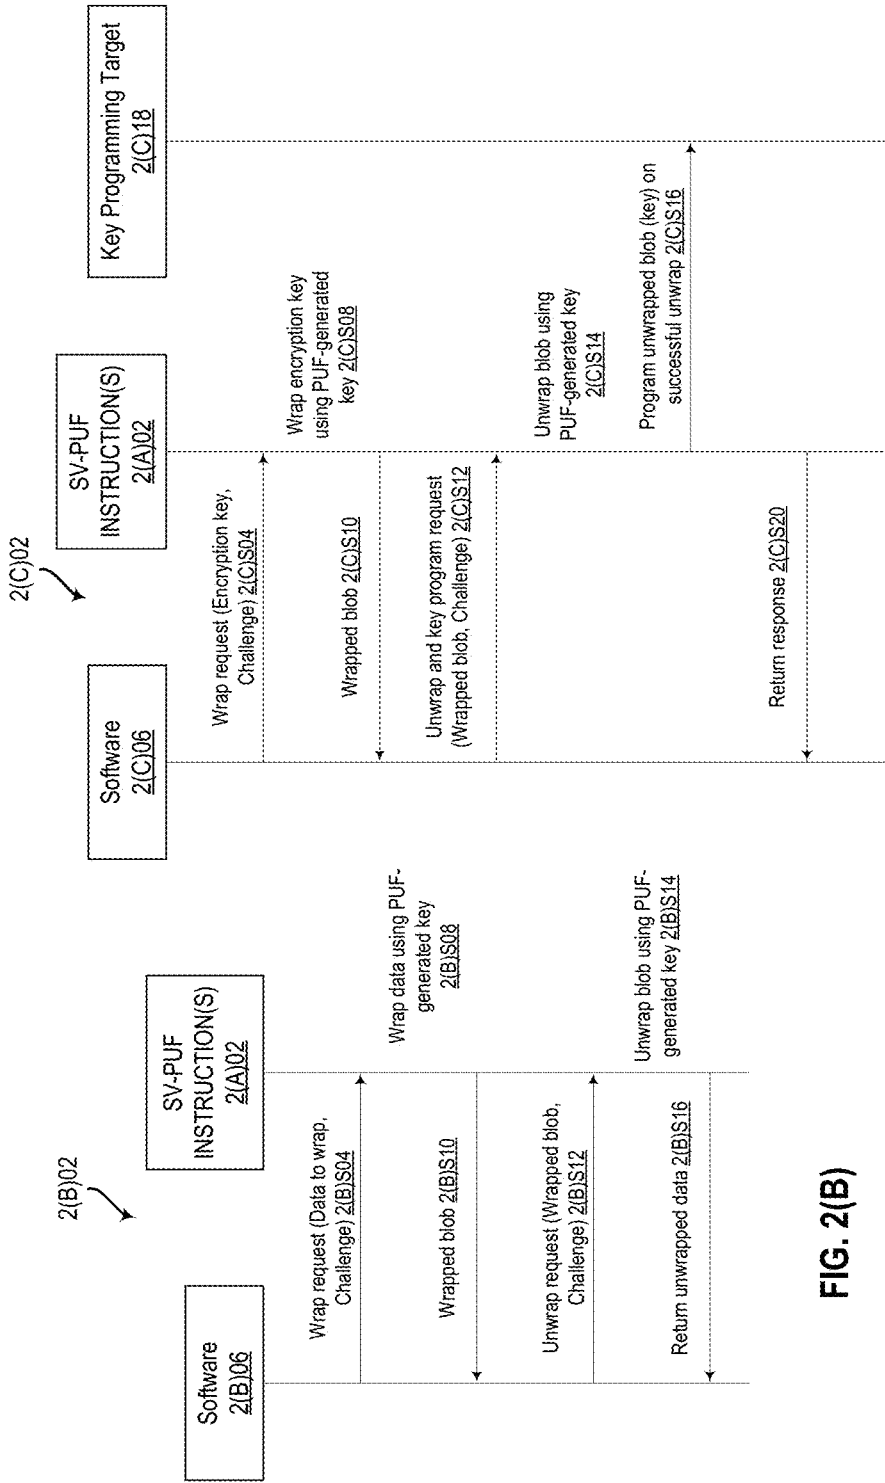 2(B)02
Software
2(B)06
SV-PUF
INSTRUCTION(S)
2(A)02
Wrap request (Data to wrap,
Challenge) 2(B)S04
Wrap data using PUF-
generated key
2(B)S08
Wrapped blob 2(B)S10
Unwrap request (Wrapped blob,
Challenge) 2(B)S12
Unwrap blob using PUF-
generated key 2(B)S14
Return unwrapped data 2(B)S16
FIG. 2(B)
2(C)02
Software
2(C)06
SV-PUF
INSTRUCTION(S)
2(A)02
Key Programming Target
2(C)18
Wrap request (Encryption key,
Challenge) 2(C)S04
Wrap encryption key
using PUF-generated
key 2(C)S08
Wrapped blob 2(C)S10
Unwrap and key program request
(Wrapped blob, Challenge) 2(C)S12
Unwrap blob using
PUF-generated key
2(C)S14
Program unwrapped blob (key) on
successful unwrap 2(C)S16
Return response 2(C)S20